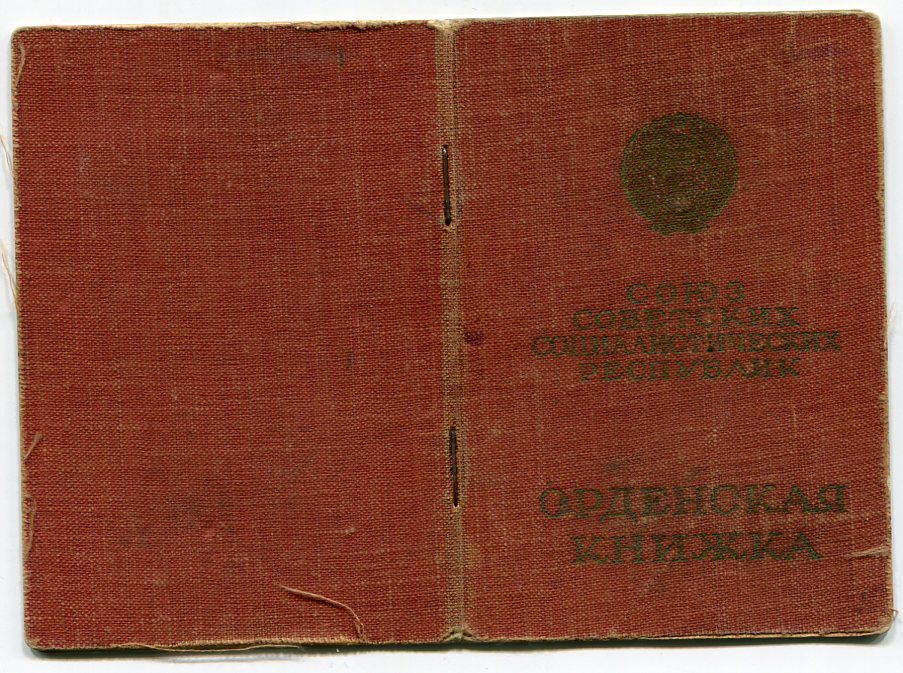 СОЮЗ
СОВЕТСКИХ
СОЦИАЛИСТИЧЕСКИХ
РЕСПУБЛИК
ОРДЕНСКАЯ
КНИЖКА